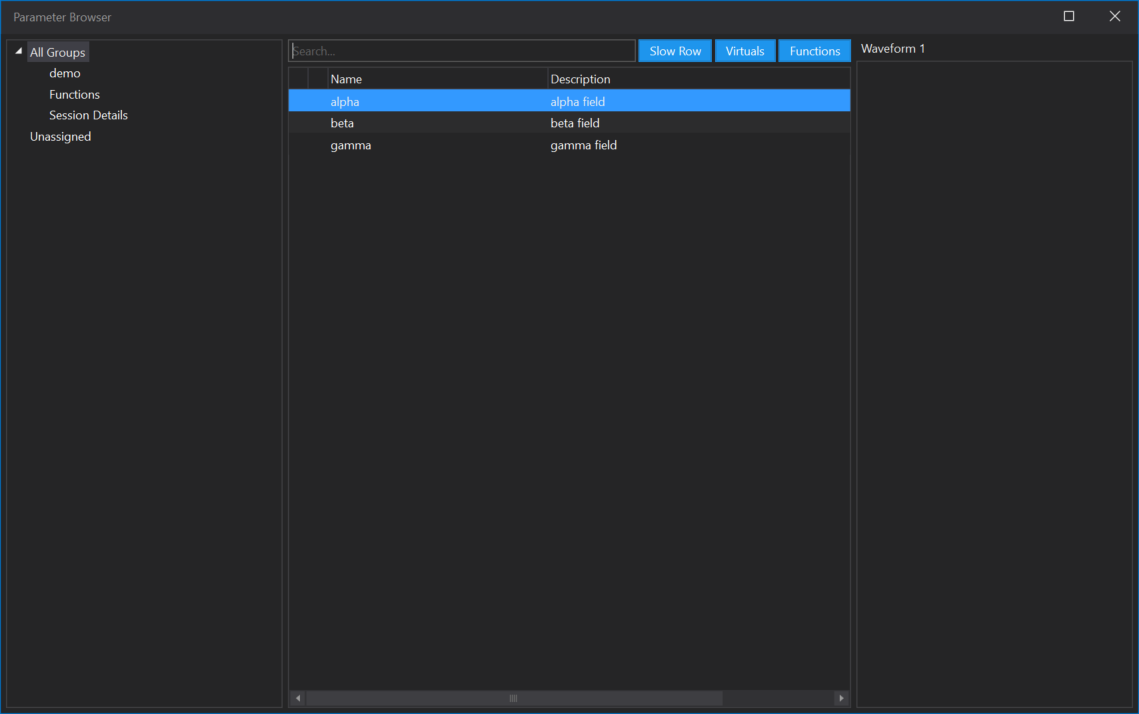 Parameter Browser
All Groups
demo
Functions
Session Details
Unassigned
Search...
Slow Row
Virtuals
Functions
Name Description
alpha alpha field
beta beta field
gamma gamma field
Waveform 1